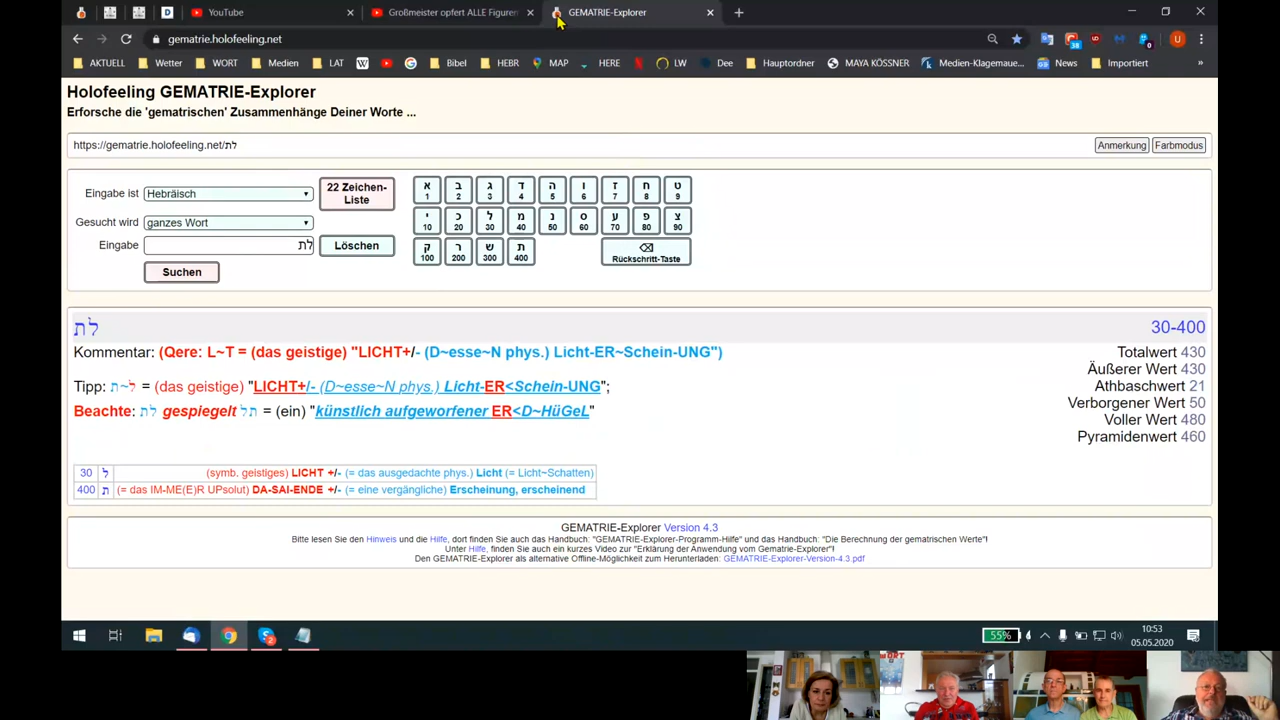 YouTube
Großmeister opfert ALLE Figuren
GEMATRIE-Explorer
gematrie.holofeeling.net
AKTUELL Wetter WORT Medien LAT Bibel HEBR MAP HERE LW Dee Hauptordner MAYA KÖSSNER Medien-Klagemaue... News Importiert »
Holofeeling GEMATRIE-Explorer
Erforsche die 'gematrischen' Zusammenhänge Deiner Worte ...
https://gematrie.holofeeling.net/לת
Anmerkung Farbmodus
Eingabe ist Hebräisch
22 Zeichen-
Liste
Gesucht wird ganzes Wort
Eingabe לת Löschen
Suchen
א ב ג ד ה ו ז ח ט
1 2 3 4 5 6 7 8 9
י כ ל מ נ ס ע פ צ
10 20 30 40 50 60 70 80 90
ק ר ש ת ⌫
100 200 300 400 Rückschritt-Taste
לת 30-400
Kommentar: (Qere: L~T = (das geistige) "LICHT+/- (D~esse~N phys.) Licht-ER~Schein-UNG")
Totalwert 430
Äußerer Wert 430
Tipp: ל~ת = (das geistige) "LICHT+/- (D~esse~N phys.) Licht-ER<Schein-UNG";
Athbaschwert 21
Verborgener Wert 50
Beachte: לת gespiegelt תל = (ein) "künstlich aufgeworfener ER<D~HüGeL"
Voller Wert 480
Pyramidenwert 460
30 ל (symb. geistiges) LICHT +/- (= das ausgedachte phys.) Licht (= Licht~Schatten)
400 ת (= das IM-ME(E)R UPsolut) DA-SAI-ENDE +/- (= eine vergängliche) Erscheinung, erscheinend
GEMATRIE-Explorer Version 4.3
Bitte lesen Sie den Hinweis und die Hilfe, dort finden Sie auch das Handbuch: "GEMATRIE-Explorer-Programm-Hilfe" und das Handbuch: "Die Berechnung der gematrischen Werte"!
Unter Hilfe, finden Sie auch ein kurzes Video zur "Erklärung der Anwendung vom Gematrie-Explorer"!
Den GEMATRIE-Explorer als alternative Offline-Möglichkeit zum Herunterladen: GEMATRIE-Explorer-Version-4.3.pdf
55%
10:53
05.05.2020